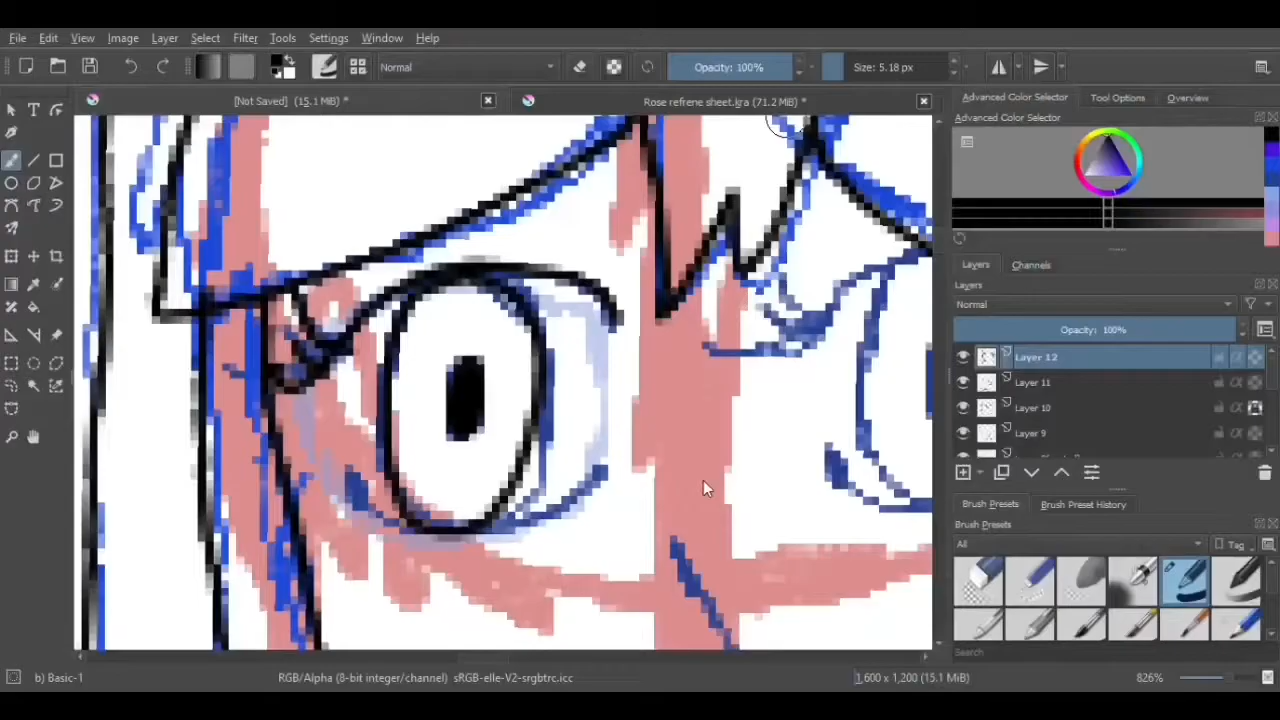 File Edit View Image Layer Select Filter Tools Settings Window Help
Normal Opacity: 100% Size: 5.18 px
[Not Saved] (15.1 MiB) *
Rose refrene sheet.kra (71.2 MiB) *
Advanced Color Selector Tool Options Overview
Advanced Color Selector
Layers Channels
Layers
Normal
Opacity: 100%
Layer 12
Layer 11
Layer 10
Layer 9
Brush Presets Brush Preset History
Brush Presets
All Tag
Search
b) Basic-1 RGB/Alpha (8-bit integer/channel) sRGB-elle-V2-srgbtrc.icc 1,600 x 1,200 (15.1 MiB) 826%